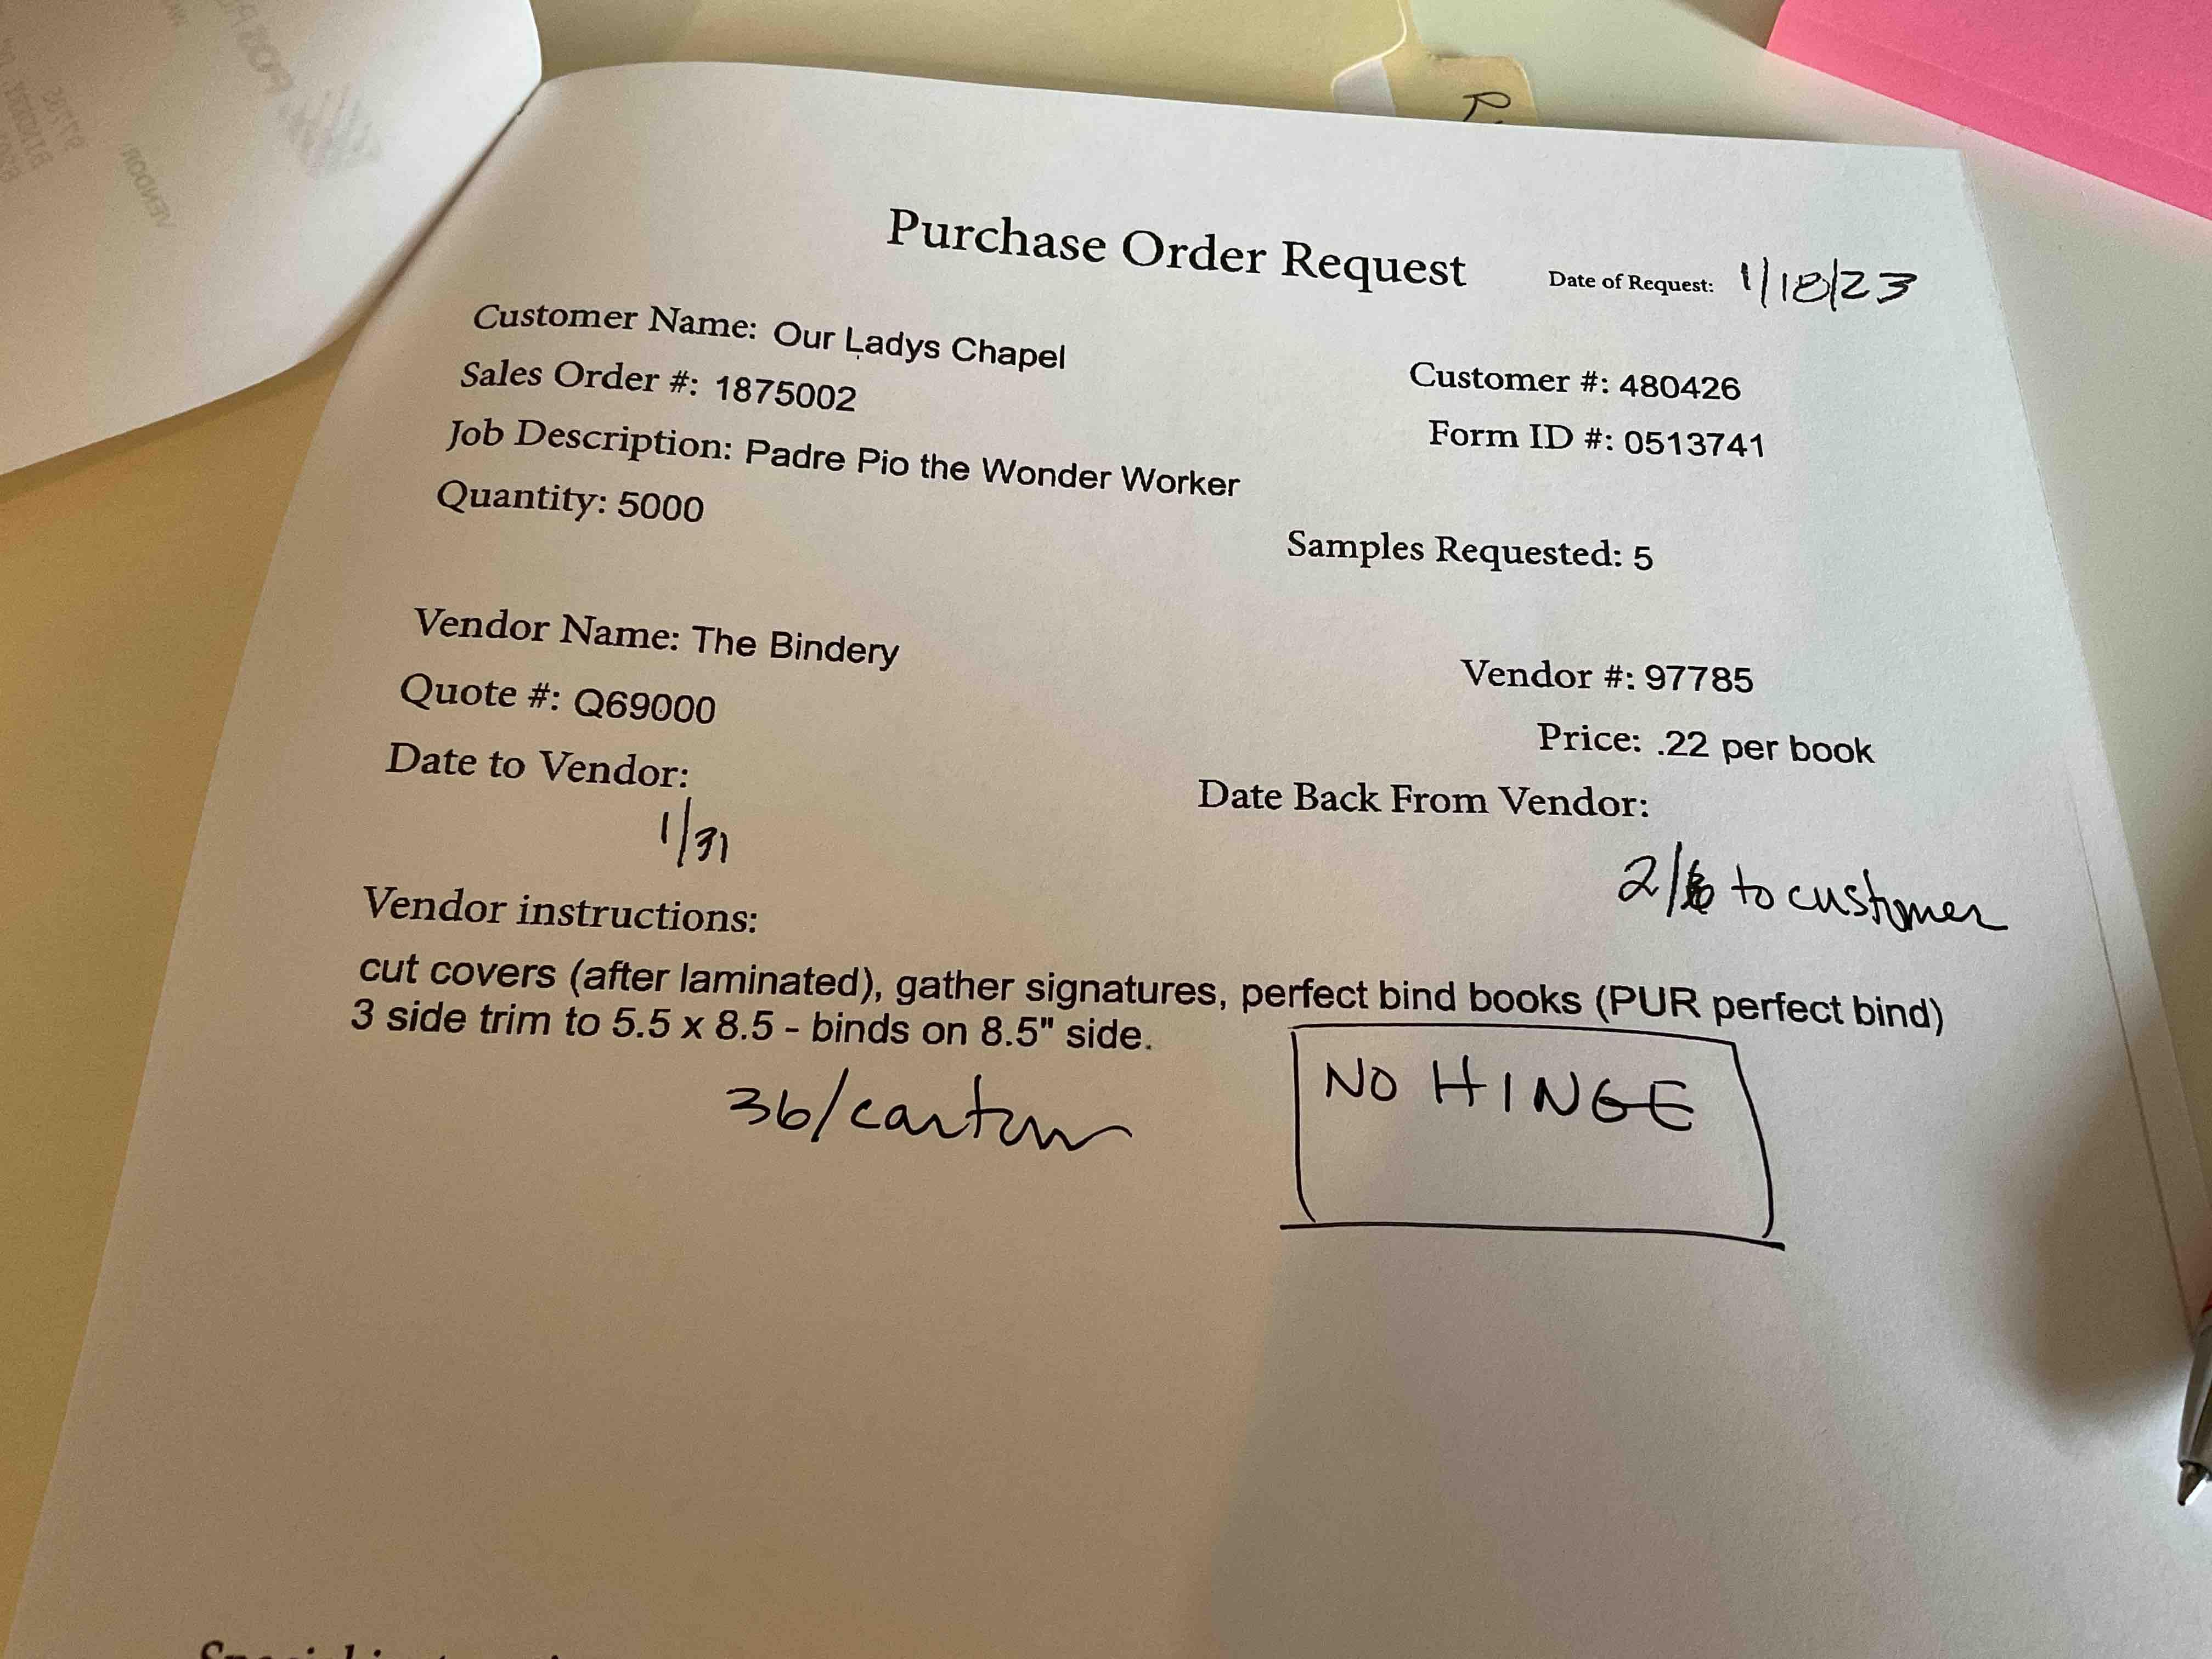 Purchase Order Request
Date of Request: 1/18/23
Customer Name: Our Ladys Chapel
Customer #: 480426
Sales Order #: 1875002
Form ID #: 0513741
Job Description: Padre Pio the Wonder Worker
Quantity: 5000
Samples Requested: 5
Vendor Name: The Bindery
Vendor #: 97785
Quote #: Q69000
Price: .22 per book
Date to Vendor:
1/31
Date Back From Vendor:
2/6 to customer
Vendor instructions:
cut covers (after laminated), gather signatures, perfect bind books (PUR perfect bind)
3 side trim to 5.5 x 8.5 - binds on 8.5" side.
36/carton
NO HINGE
VENDOR